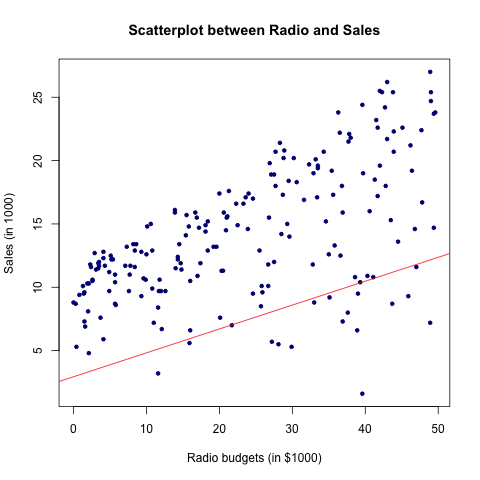 Scatterplot between Radio and Sales
Sales (in 1000)
25
20
15
10
5
0 10 20 30 40 50
Radio budgets (in $1000)